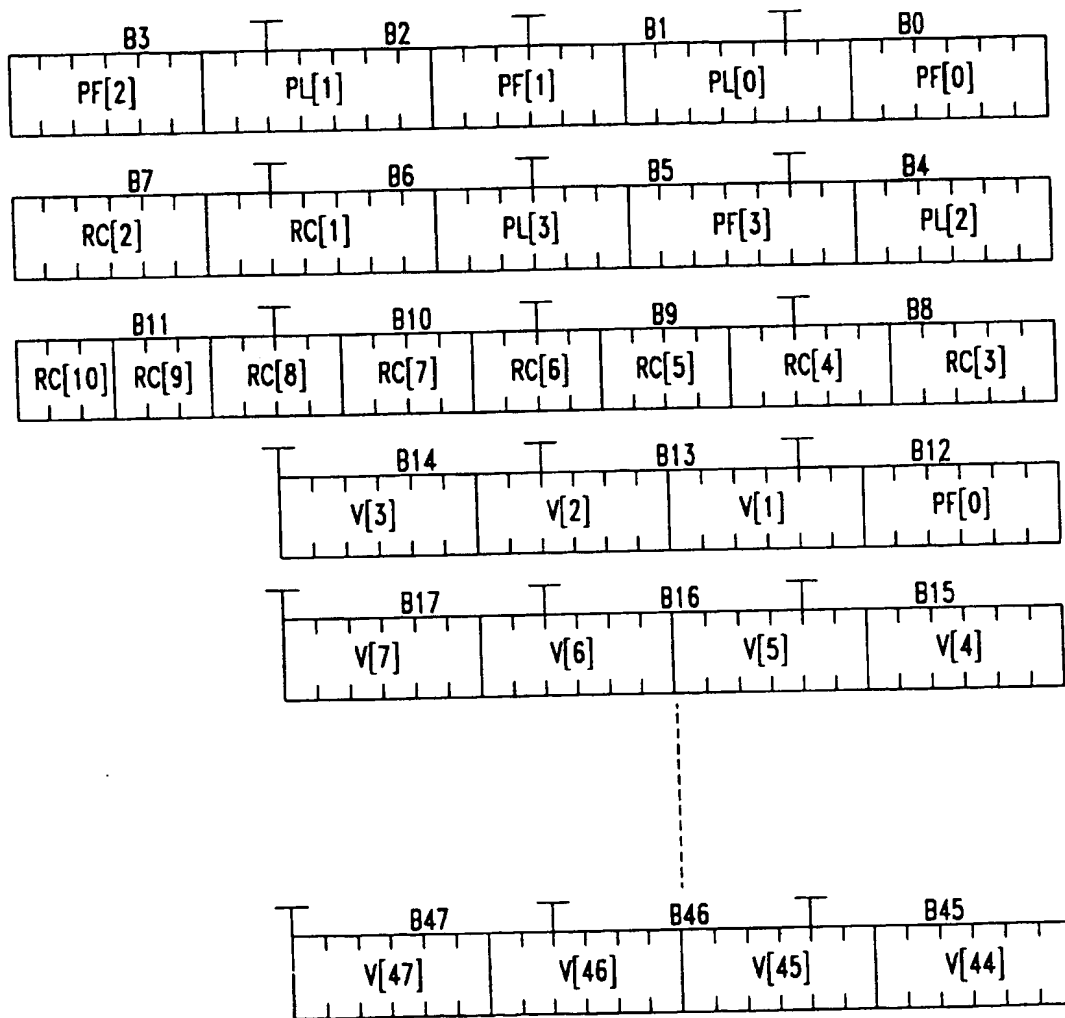 B3 B2 B1 B0
PF[2] PL[1] PF[1] PL[0] PF[0]
B7 B6 B5 B4
RC[2] RC[1] PL[3] PF[3] PL[2]
B11 B10 B9 B8
RC[10] RC[9] RC[8] RC[7] RC[6] RC[5] RC[4] RC[3]
B14 B13 B12
V[3] V[2] V[1] PF[0]
B17 B16 B15
V[7] V[6] V[5] V[4]
B47 B46 B45
V[47] V[46] V[45] V[44]